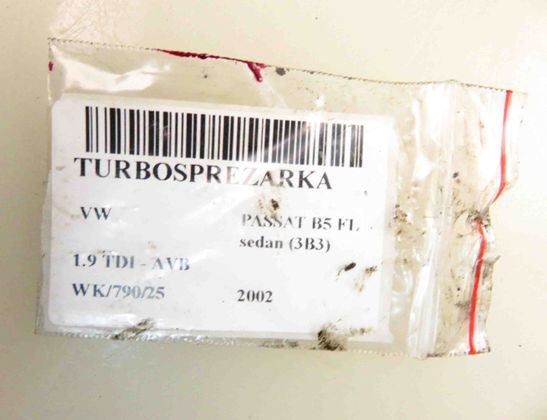 TURBOSPREZARKA
VW PASSAT B5 FL
sedan (3B3)
1.9 TDI - AVB
WK/790/25 2002